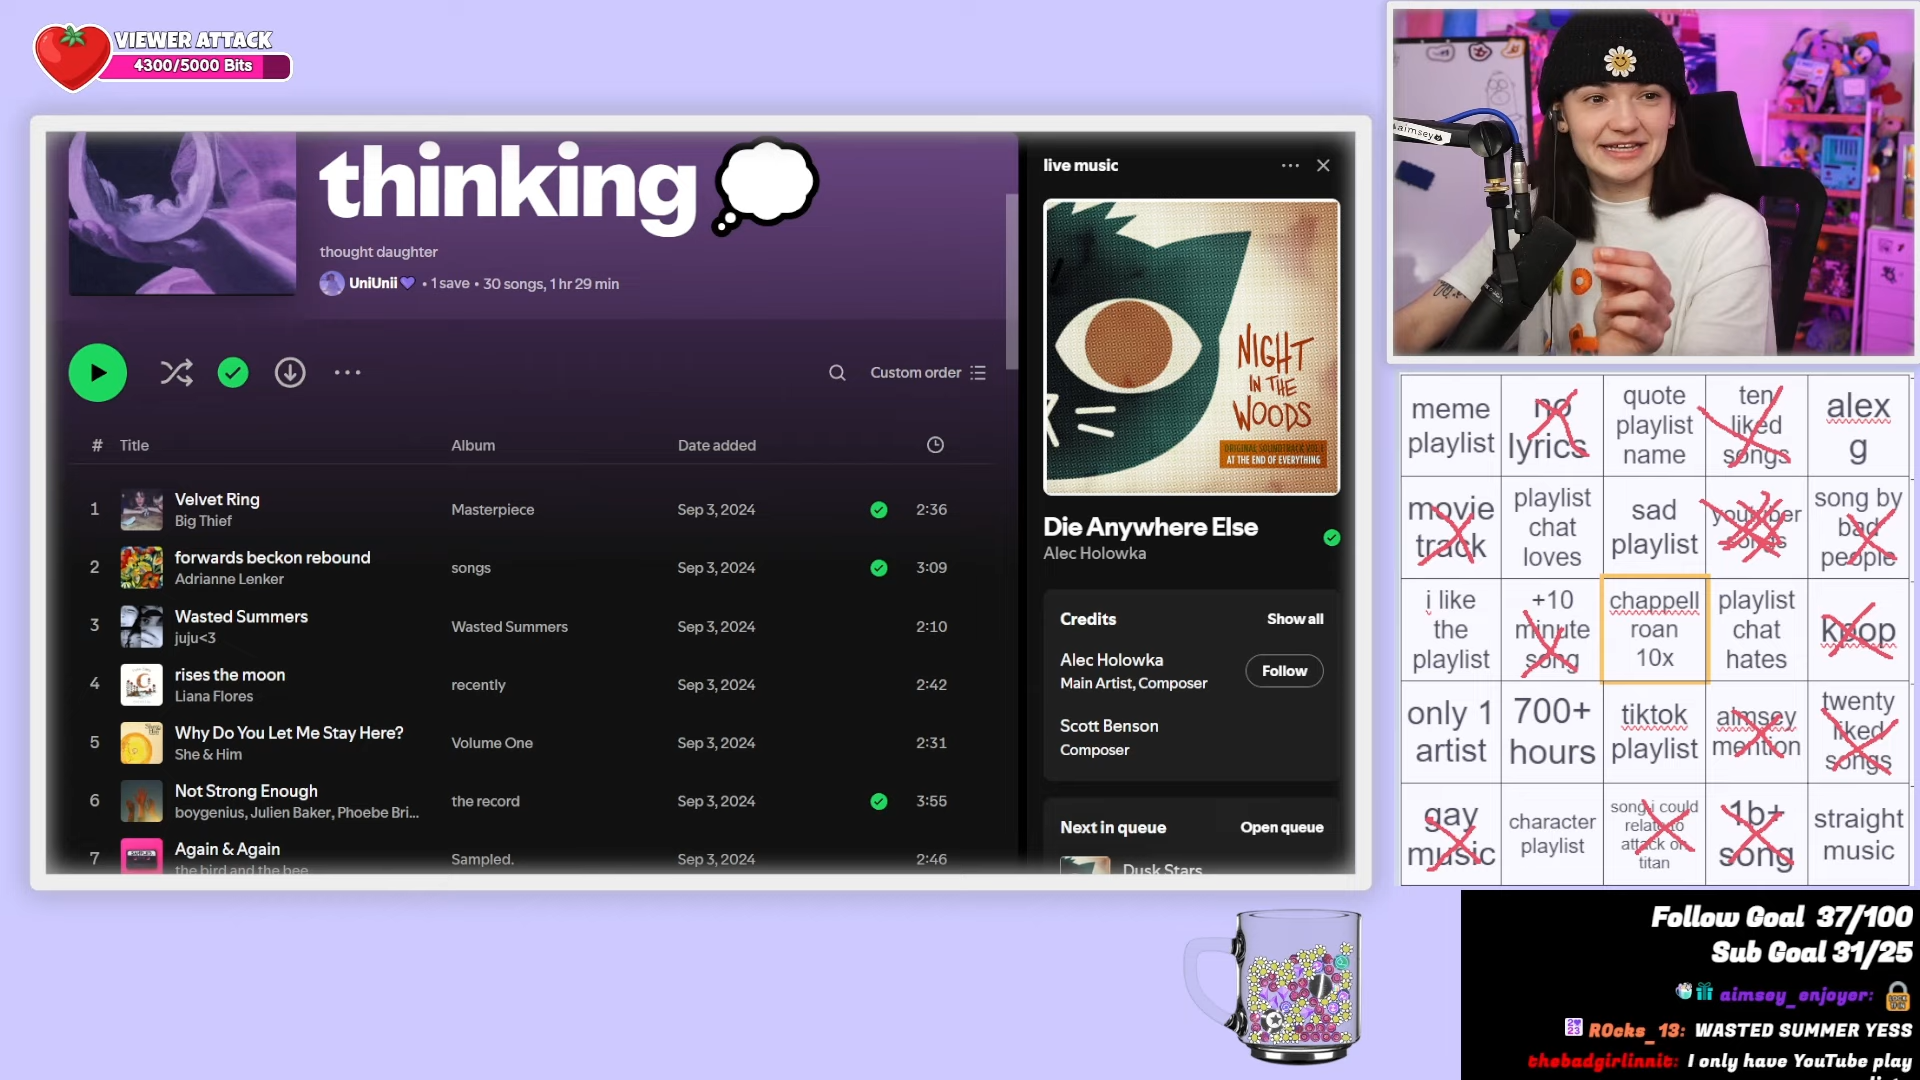 VIEWER ATTACK
4300/5000 Bits
thinking
thought daughter
UniUnii💜 • 1 save • 30 songs, 1 hr 29 min
Custom order
# Title Album Date added
1 Velvet Ring Masterpiece Sep 3, 2024 2:36
Big Thief
2 forwards beckon rebound songs Sep 3, 2024 3:09
Adrianne Lenker
3 Wasted Summers Wasted Summers Sep 3, 2024 2:10
juju<3
4 rises the moon recently Sep 3, 2024 2:42
Liana Flores
5 Why Do You Let Me Stay Here? Volume One Sep 3, 2024 2:31
She & Him
6 Not Strong Enough the record Sep 3, 2024 3:55
boygenius, Julien Baker, Phoebe Bri...
7 Again & Again Sampled. Sep 3, 2024 2:46
the bird and the bee
live music
NIGHT
IN THE
WOODS
ORIGINAL SOUNDTRACK VOL 1
AT THE END OF EVERYTHING
Die Anywhere Else
Alec Holowka
Credits Show all
Alec Holowka
Main Artist, Composer
Follow
Scott Benson
Composer
Next in queue Open queue
Dusk Stars
aimsey
meme
playlist
no
lyrics
quote
playlist
name
ten
liked
songs
alex
g
movie
track
playlist
chat
loves
sad
playlist
youtuber
songs
song by
bad
people
i like
the
playlist
+10
minute
song
chappell
roan
10x
playlist
chat
hates
kpop
only 1
artist
700+
hours
tiktok
playlist
aimsey
mention
twenty
liked
songs
gay
music
character
playlist
song i could
relate to
attack on
titan
1b+
song
straight
music
Follow Goal 37/100
Sub Goal 31/25
aimsey_enjoyer:
R0cks_13: WASTED SUMMER YESS
thebadgirlinnit: I only have YouTube play